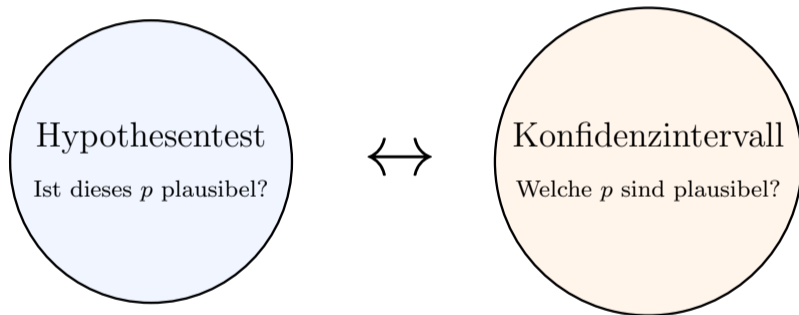 Hypothesentest
Ist dieses p plausibel?
↔
Konfidenzintervall
Welche p sind plausibel?